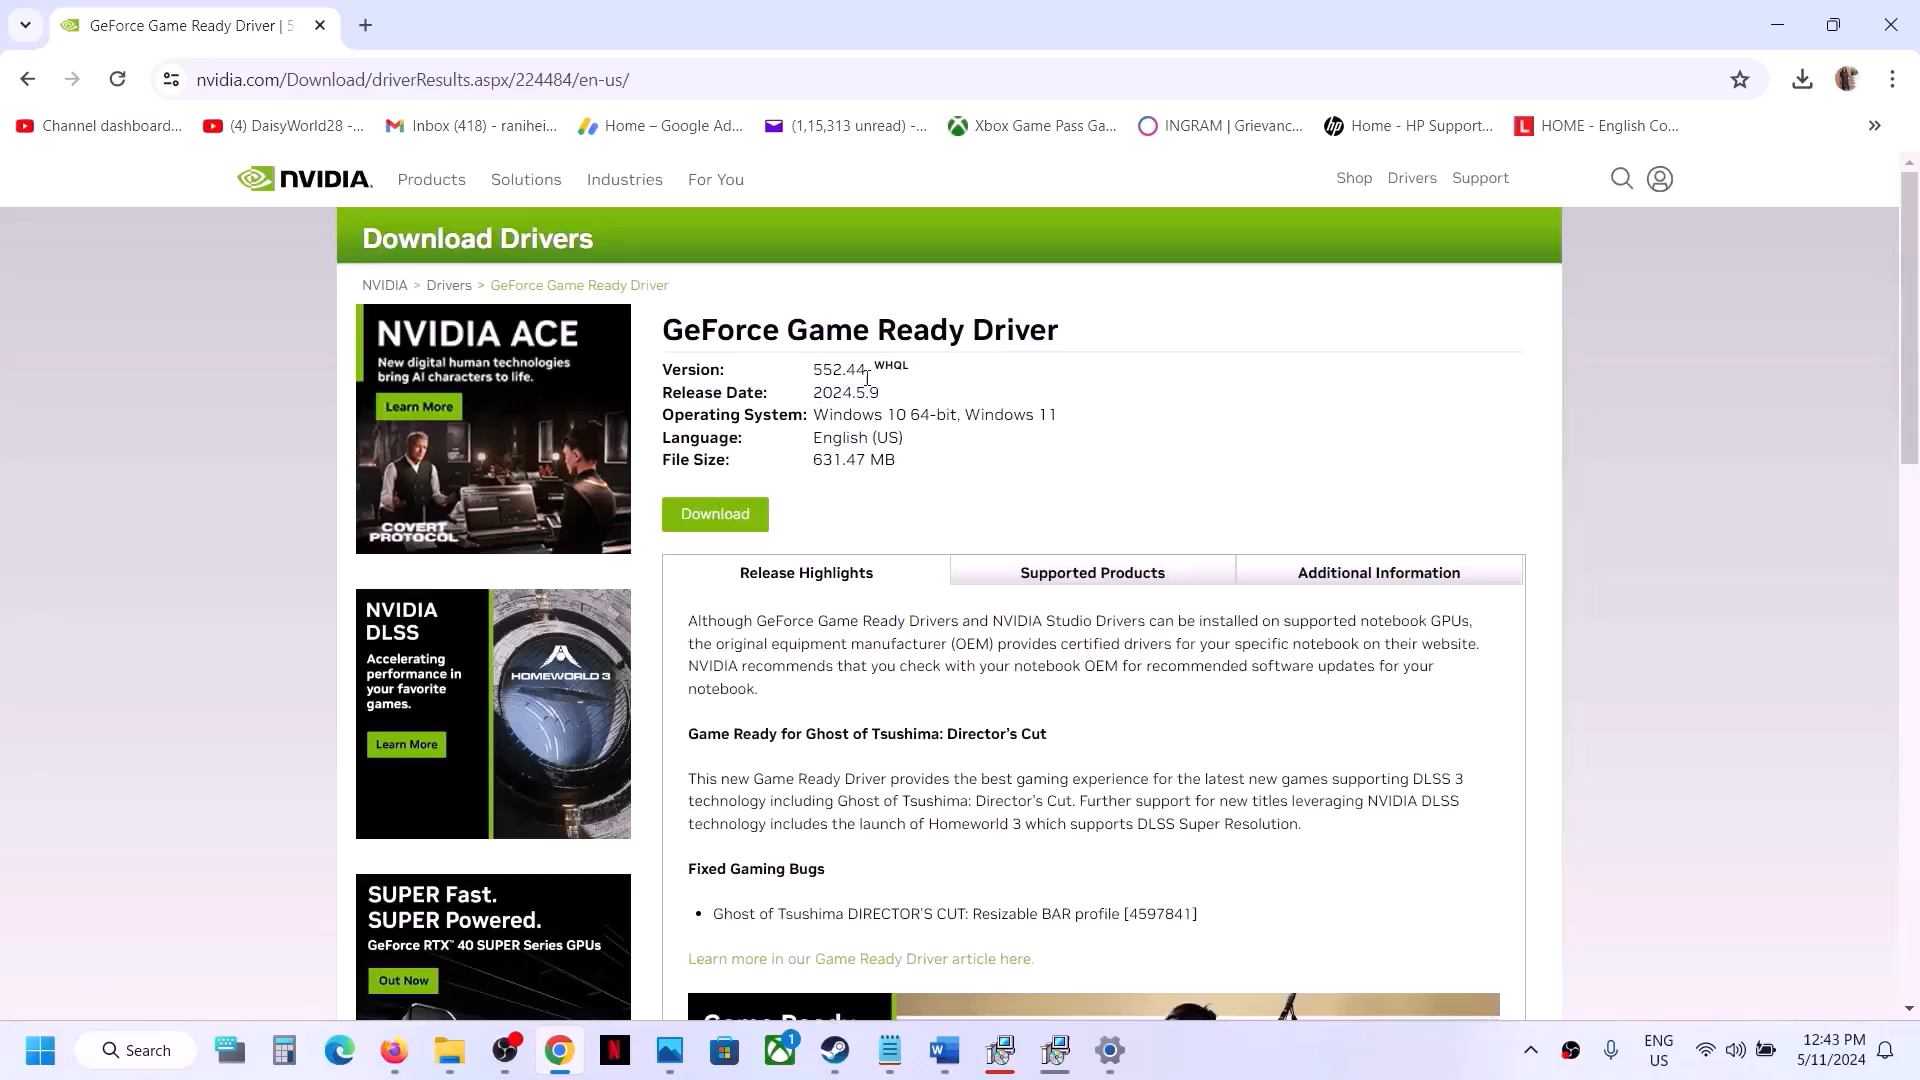 GeForce Game Ready Driver | 5
nvidia.com/Download/driverResults.aspx/224484/en-us/
Channel dashboard...
(4) DaisyWorld28 -...
Inbox (418) - ranihei...
Home – Google Ad...
(1,15,313 unread) -...
Xbox Game Pass Ga...
INGRAM | Grievanc...
Home - HP Support...
HOME - English Co...
NVIDIA.
Products
Solutions
Industries
For You
Shop
Drivers
Support
Download Drivers
NVIDIA > Drivers > GeForce Game Ready Driver
NVIDIA ACE
New digital human technologies
bring AI characters to life.
Learn More
COVERT
PROTOCOL
NVIDIA
DLSS
Accelerating
performance in
your favorite
games.
Learn More
HOMEWORLD 3
SUPER Fast.
SUPER Powered.
GeForce RTX™ 40 SUPER Series GPUs
Out Now
GeForce Game Ready Driver
Version: 552.44 WHQL
Release Date: 2024.5.9
Operating System: Windows 10 64-bit, Windows 11
Language: English (US)
File Size: 631.47 MB
Download
Release Highlights
Supported Products
Additional Information
Although GeForce Game Ready Drivers and NVIDIA Studio Drivers can be installed on supported notebook GPUs,
the original equipment manufacturer (OEM) provides certified drivers for your specific notebook on their website.
NVIDIA recommends that you check with your notebook OEM for recommended software updates for your
notebook.
Game Ready for Ghost of Tsushima: Director's Cut
This new Game Ready Driver provides the best gaming experience for the latest new games supporting DLSS 3
technology including Ghost of Tsushima: Director's Cut. Further support for new titles leveraging NVIDIA DLSS
technology includes the launch of Homeworld 3 which supports DLSS Super Resolution.
Fixed Gaming Bugs
• Ghost of Tsushima DIRECTOR'S CUT: Resizable BAR profile [4597841]
Learn more in our Game Ready Driver article here.
Game Ready
Search
1
ENG
US
12:43 PM
5/11/2024